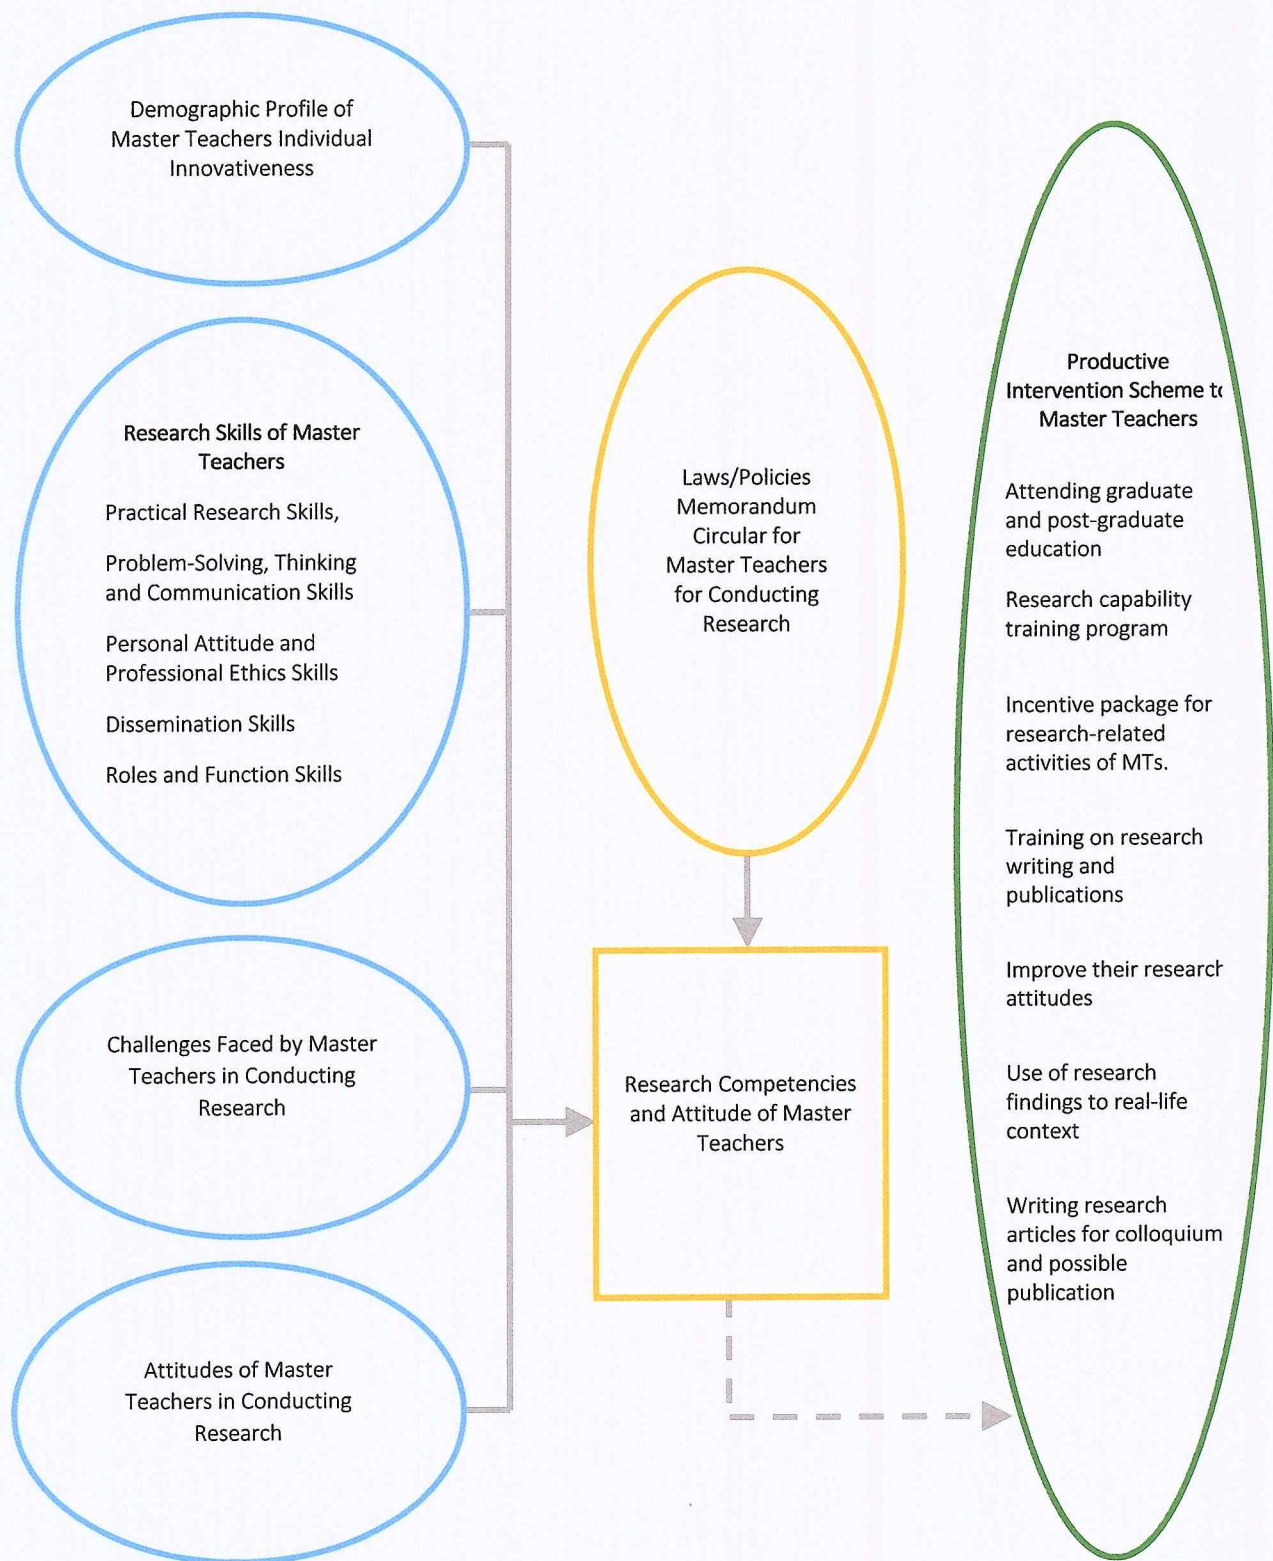 Demographic Profile of
Master Teachers Individual
Innovativeness
Research Skills of Master
Teachers
Practical Research Skills,
Problem-Solving, Thinking
and Communication Skills
Personal Attitude and
Professional Ethics Skills
Dissemination Skills
Roles and Function Skills
Challenges Faced by Master
Teachers in Conducting
Research
Attitudes of Master
Teachers in Conducting
Research
Laws/Policies
Memorandum
Circular for
Master Teachers
for Conducting
Research
Research Competencies
and Attitude of Master
Teachers
Productive
Intervention Scheme to
Master Teachers
Attending graduate
and post-graduate
education
Research capability
training program
Incentive package for
research-related
activities of MTs.
Training on research
writing and
publications
Improve their research
attitudes
Use of research
findings to real-life
context
Writing research
articles for colloquium
and possible
publication